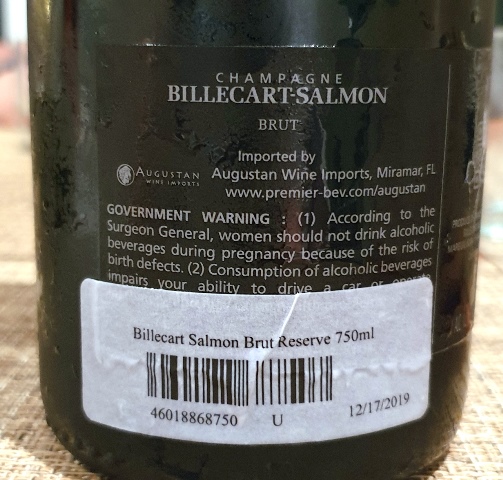 CHAMPAGNE
BILLECART-SALMON
BRUT
Imported by
AUGUSTAN
WINE IMPORTS
Augustan Wine Imports, Miramar, FL
www.premier-bev.com/augustan
GOVERNMENT WARNING : (1) According to the
Surgeon General, women should not drink alcoholic
beverages during pregnancy because of the risk of
birth defects. (2) Consumption of alcoholic beverages
impairs your ability to drive a car or operate
Billecart Salmon Brut Reserve 750ml
46018868750 U 12/17/2019